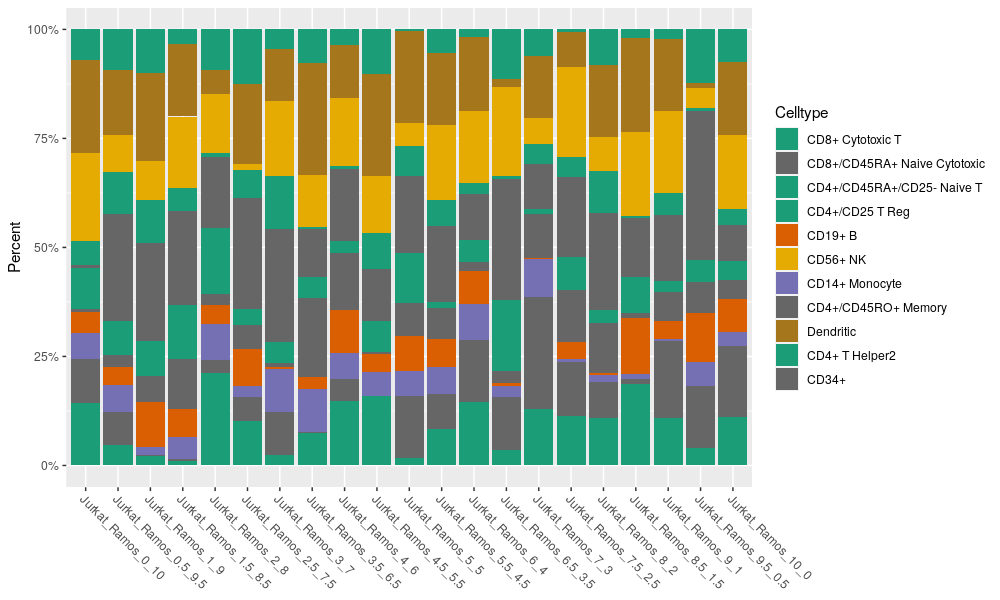 100%
75%
50%
25%
0%
Percent
Jurkat_Ramos_0_10
Jurkat_Ramos_0.5_9.5
Jurkat_Ramos_1_9
Jurkat_Ramos_1.5_8.5
Jurkat_Ramos_2_8
Jurkat_Ramos_2.5_7.5
Jurkat_Ramos_3_7
Jurkat_Ramos_3.5_6.5
Jurkat_Ramos_4_6
Jurkat_Ramos_4.5_5.5
Jurkat_Ramos_5_5
Jurkat_Ramos_5.5_4.5
Jurkat_Ramos_6_4
Jurkat_Ramos_6.5_3.5
Jurkat_Ramos_7_3
Jurkat_Ramos_7.5_2.5
Jurkat_Ramos_8_2
Jurkat_Ramos_8.5_1.5
Jurkat_Ramos_9_1
Jurkat_Ramos_9.5_0.5
Jurkat_Ramos_10_0
Celltype
CD8+ Cytotoxic T
CD8+/CD45RA+ Naive Cytotoxic
CD4+/CD45RA+/CD25- Naive T
CD4+/CD25 T Reg
CD19+ B
CD56+ NK
CD14+ Monocyte
CD4+/CD45RO+ Memory
Dendritic
CD4+ T Helper2
CD34+